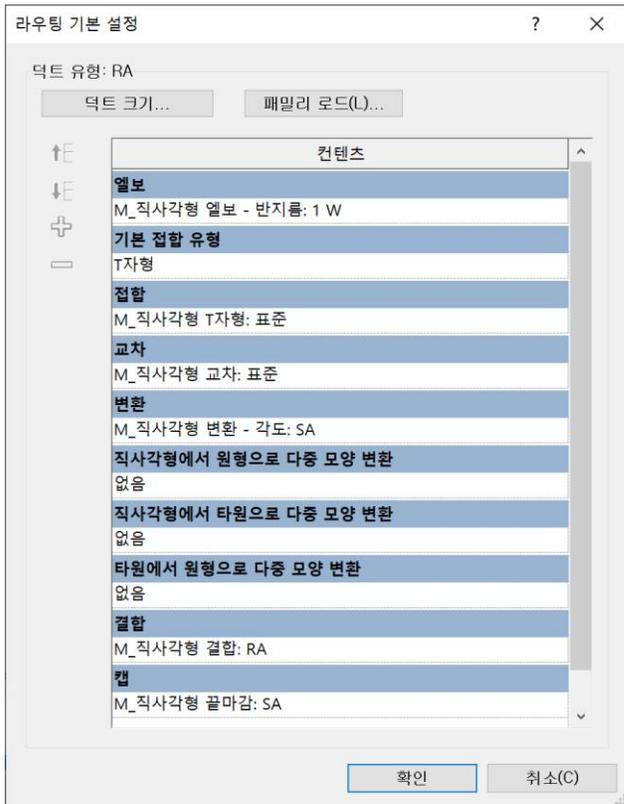 라우팅 기본 설정
덕트 유형: RA
덕트 크기... 패밀리 로드(L)...
컨텐츠
엘보
M_직사각형 엘보 - 반지름: 1 W
기본 접합 유형
T자형
접합
M_직사각형 T자형: 표준
교차
M_직사각형 교차: 표준
변환
M_직사각형 변환 - 각도: SA
직사각형에서 원형으로 다중 모양 변환
없음
직사각형에서 타원으로 다중 모양 변환
없음
타원에서 원형으로 다중 모양 변환
없음
결합
M_직사각형 결합: RA
캡
M_직사각형 끝마감: SA
확인 취소(C)